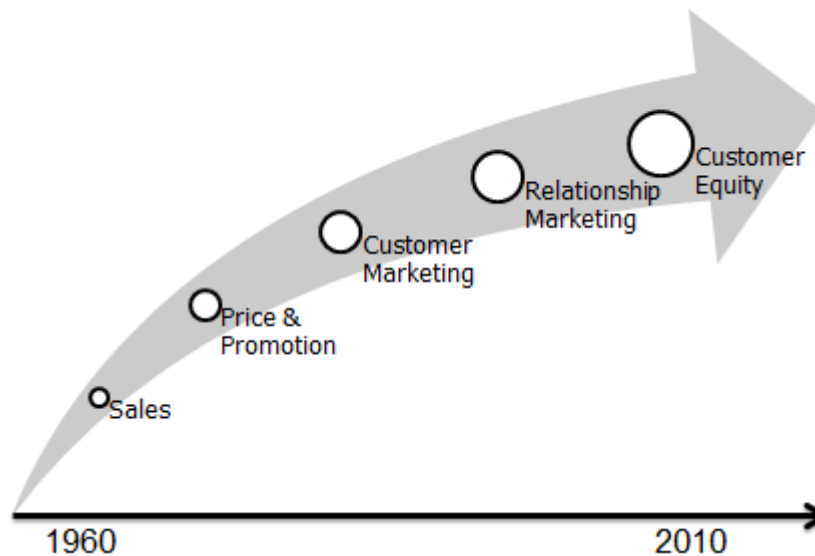 Customer
Equity
Relationship
Marketing
Customer
Marketing
Price &
Promotion
Sales
1960
2010